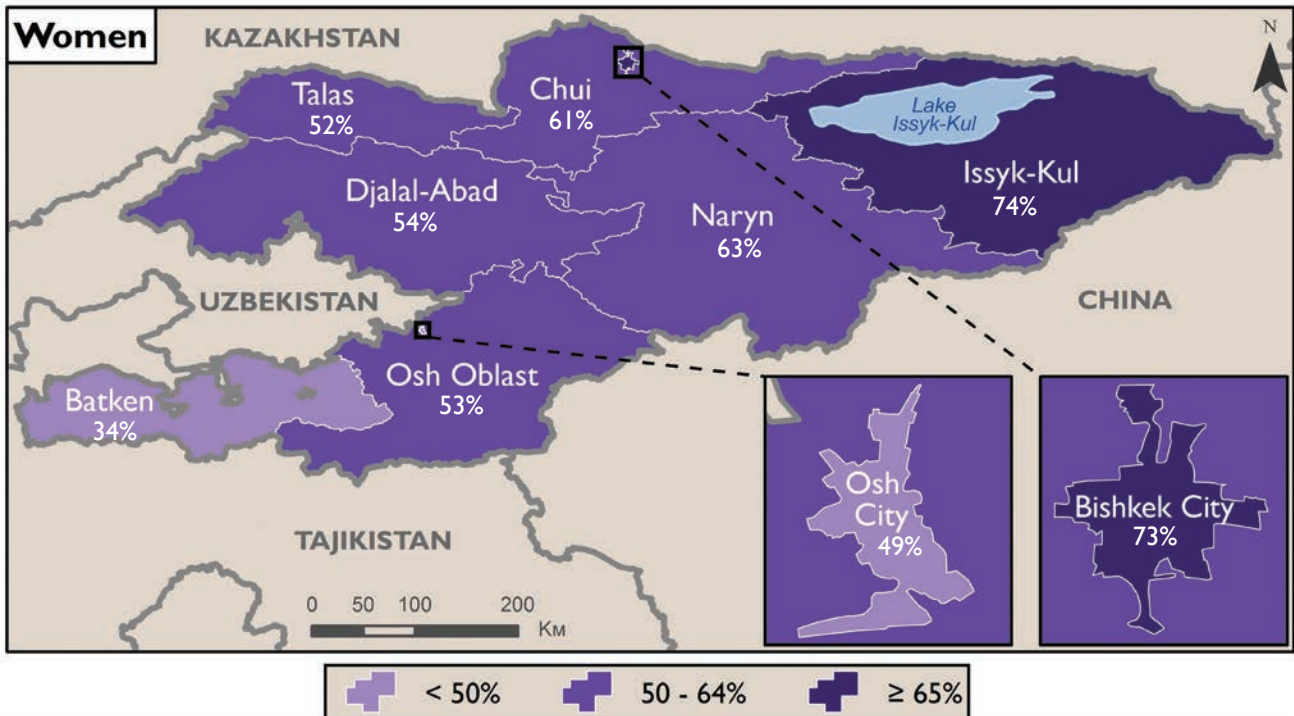 Women
KAZAKHSTAN
N
Talas
52%
Chui
61%
Lake
Issyk-Kul
Issyk-Kul
74%
Djalal-Abad
54%
Naryn
63%
UZBEKISTAN
CHINA
Osh Oblast
53%
Batken
34%
Osh
City
49%
Bishkek City
73%
TAJIKISTAN
0 50 100 200
KM
< 50% 50 - 64% ≥ 65%